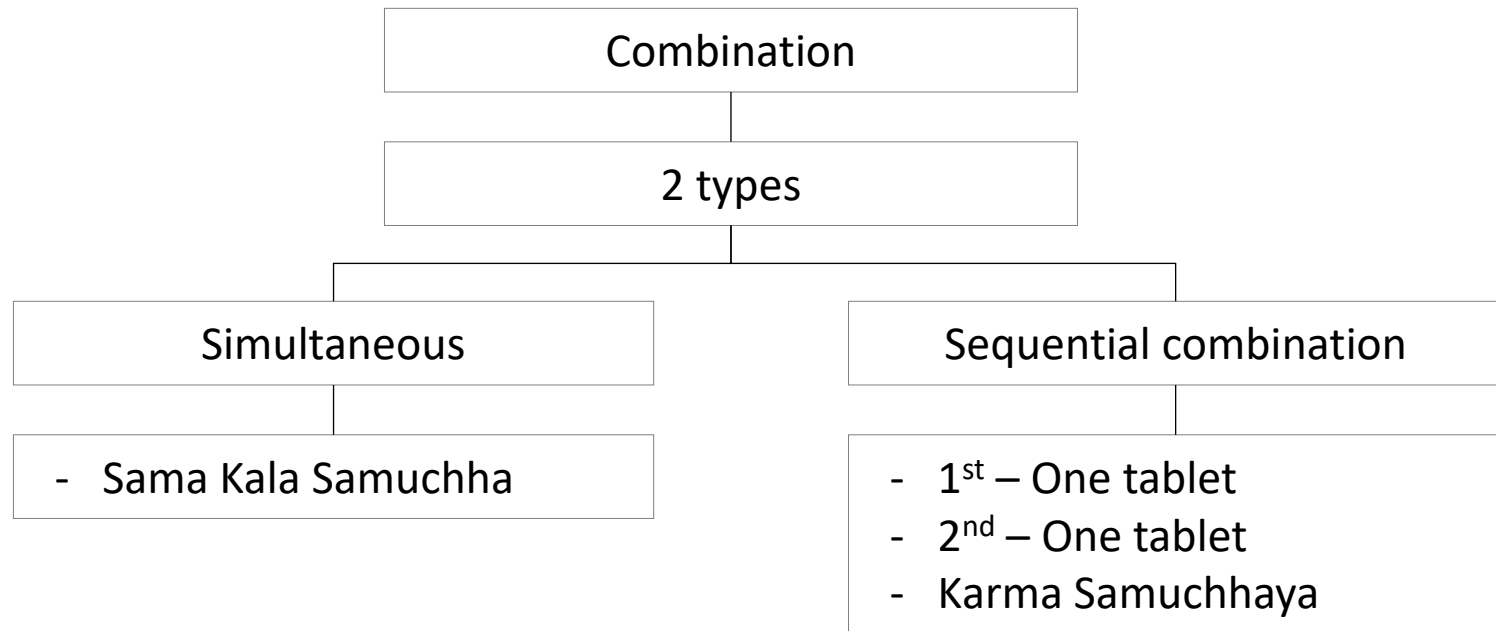 Combination
2 types
Simultaneous
Sequential combination
- Sama Kala Samuchha
- 1st – One tablet
- 2nd – One tablet
- Karma Samuchhaya